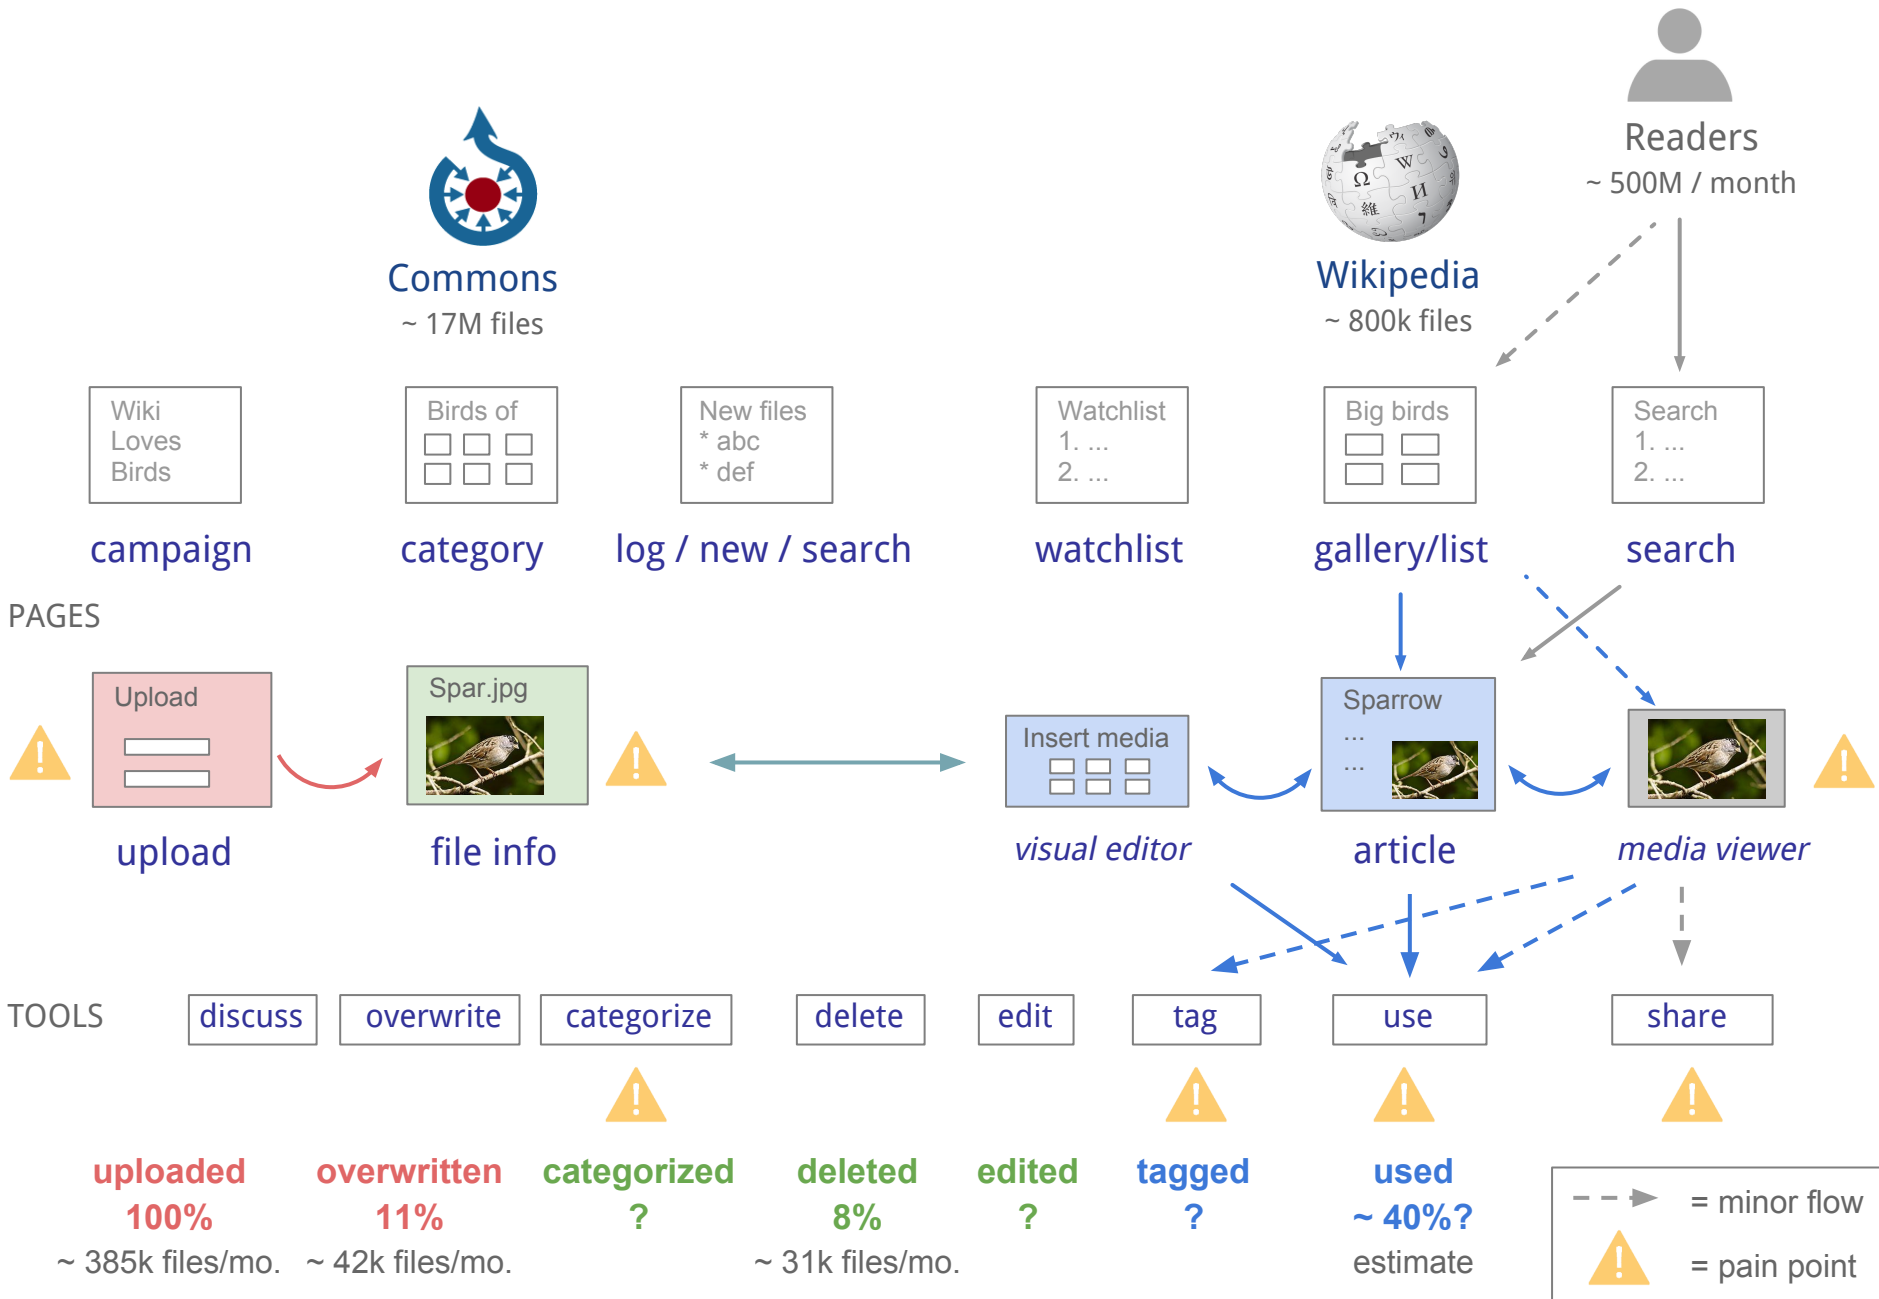 Readers
~ 500M / month
Commons
~ 17M files
Wikipedia
~ 800k files
Ω
W
И
維
Wiki
Loves
Birds
campaign
Birds of
category
New files
* abc
* def
log / new / search
Watchlist
1. ...
2. ...
watchlist
Big birds
gallery/list
Search
1. ...
2. ...
search
PAGES
Upload
upload
Spar.jpg
file info
Insert media
visual editor
Sparrow
...
...
article
media viewer
TOOLS
discuss
overwrite
categorize
delete
edit
tag
use
share
uploaded
100%
~ 385k files/mo.
overwritten
11%
~ 42k files/mo.
categorized
?
deleted
8%
~ 31k files/mo.
edited
?
tagged
?
used
~ 40%?
estimate
= minor flow
= pain point